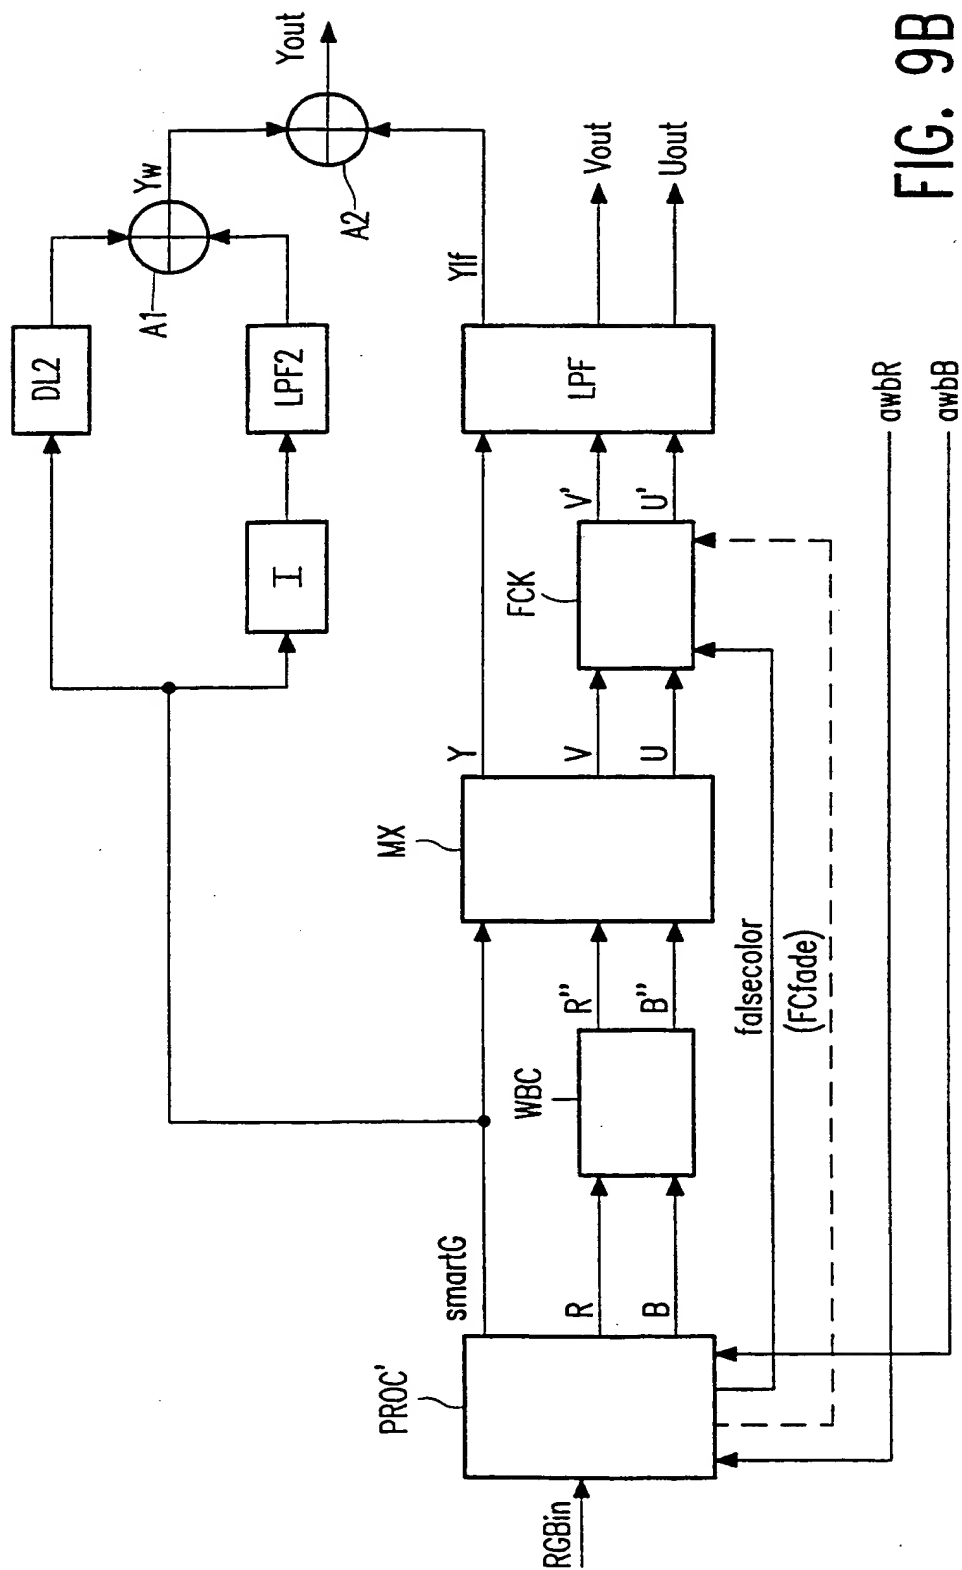 RGBin
PROC'
smartG
R
B
WBC
R''
B''
MX
Y
V
U
falsecolor
(FCfade)
FCK
V'
U'
I
DL2
LPF2
LPF
A1
Yw
A2
Ylf
Yout
Vout
Uout
awbR
awbB
FIG. 9B